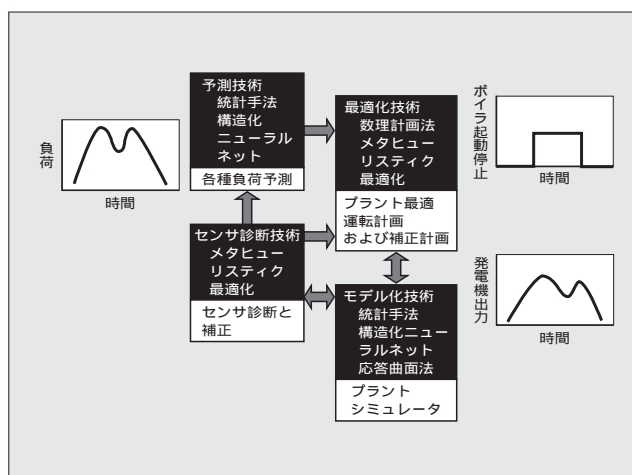 負荷
時間
予測技術
統計手法
構造化
ニューラル
ネット
各種負荷予測
最適化技術
数理計画法
メタヒュー
リスティク
最適化
プラント最適
運転計画
および補正計画
ボイラ起動停止
時間
センサ診断技術
メタヒュー
リスティク
最適化
センサ診断と
補正
モデル化技術
統計手法
構造化ニュー
ラルネット
応答曲面法
プラント
シミュレータ
発電機出力
時間